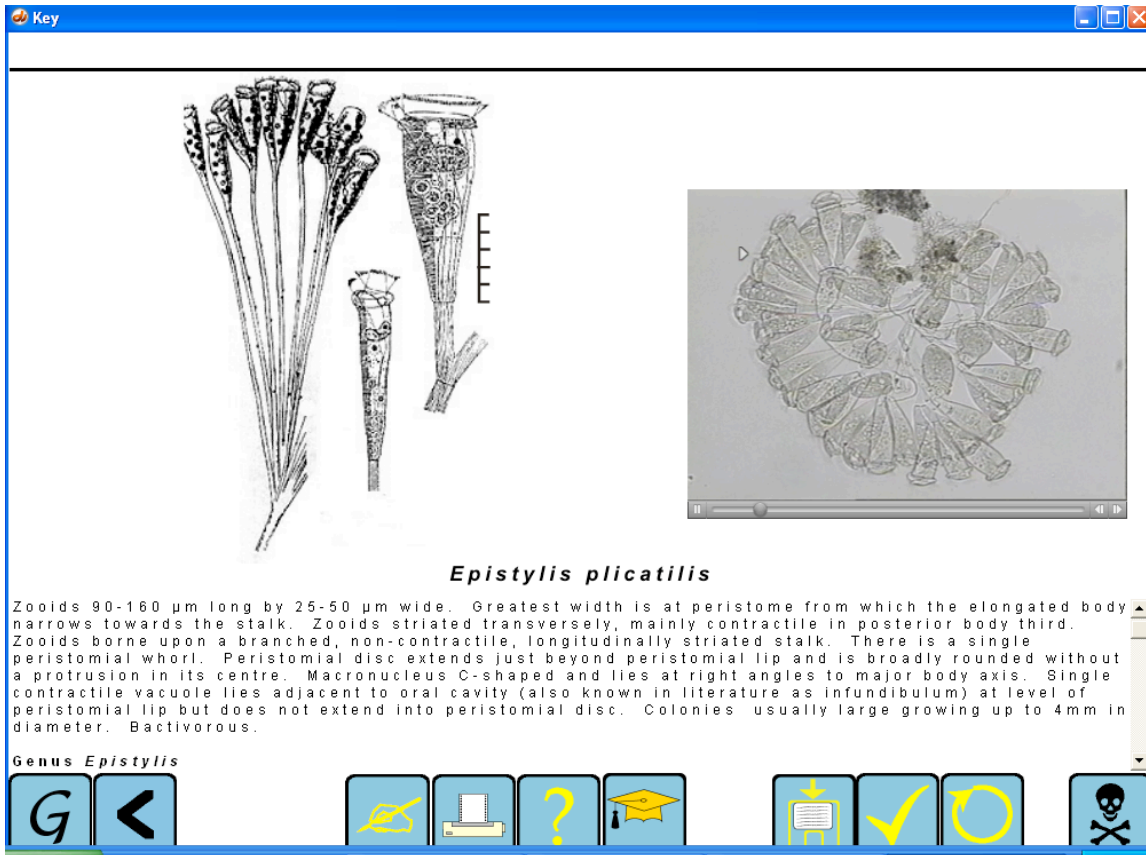 Key
Epistylis plicatilis
Zooids 90-160 µm long by 25-50 µm wide. Greatest width is at peristome from which the elongated body
narrows towards the stalk. Zooids striated transversely, mainly contractile in posterior body third.
Zooids borne upon a branched, non-contractile, longitudinally striated stalk. There is a single
peristomial whorl. Peristomial disc extends just beyond peristomial lip and is broadly rounded without
a protrusion in its centre. Macronucleus C-shaped and lies at right angles to major body axis. Single
contractile vacuole lies adjacent to oral cavity (also known in literature as infundibulum) at level of
peristomial lip but does not extend into peristomial disc. Colonies usually large growing up to 4mm in
diameter. Bactivorous.
Genus Epistylis
G
?